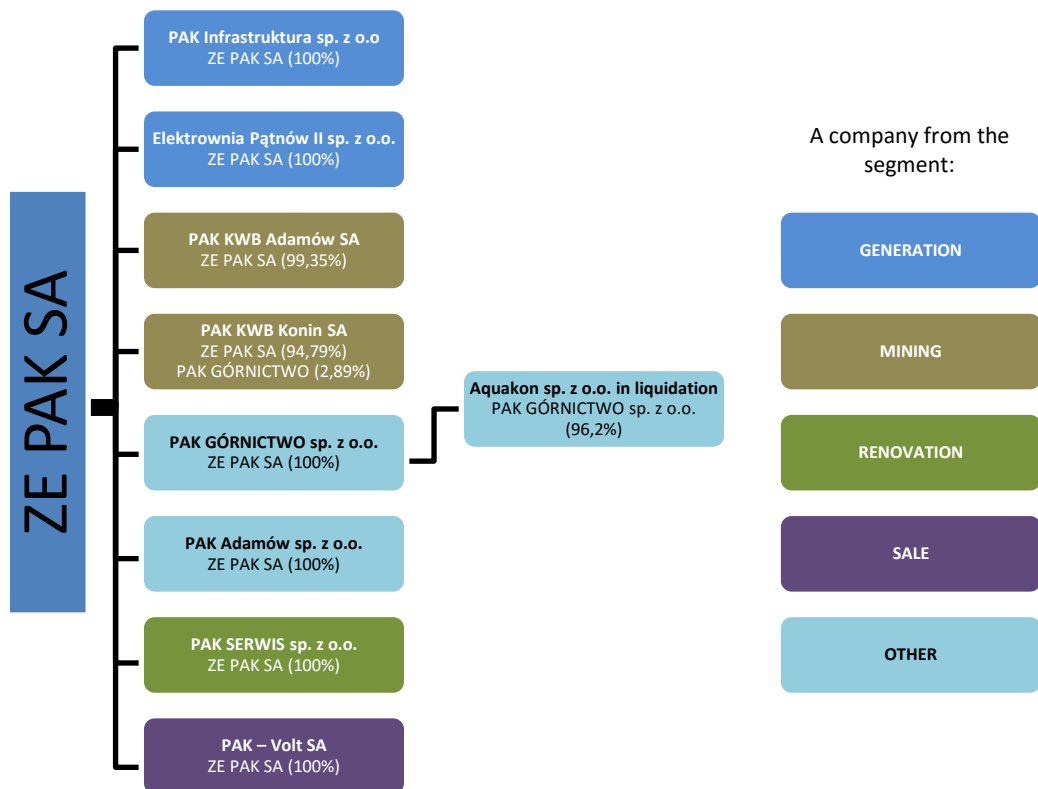 ZE PAK SA
PAK Infrastruktura sp. z o.o
ZE PAK SA (100%)
Elektrownia Pątnów II sp. z o.o.
ZE PAK SA (100%)
PAK KWB Adamów SA
ZE PAK SA (99,35%)
PAK KWB Konin SA
ZE PAK SA (94,79%)
PAK GÓRNICTWO (2,89%)
PAK GÓRNICTWO sp. z o.o.
ZE PAK SA (100%)
Aquakon sp. z o.o. in liquidation
PAK GÓRNICTWO sp. z o.o.
(96,2%)
PAK Adamów sp. z o.o.
ZE PAK SA (100%)
PAK SERWIS sp. z o.o.
ZE PAK SA (100%)
PAK – Volt SA
ZE PAK SA (100%)
A company from the
segment:
GENERATION
MINING
RENOVATION
SALE
OTHER